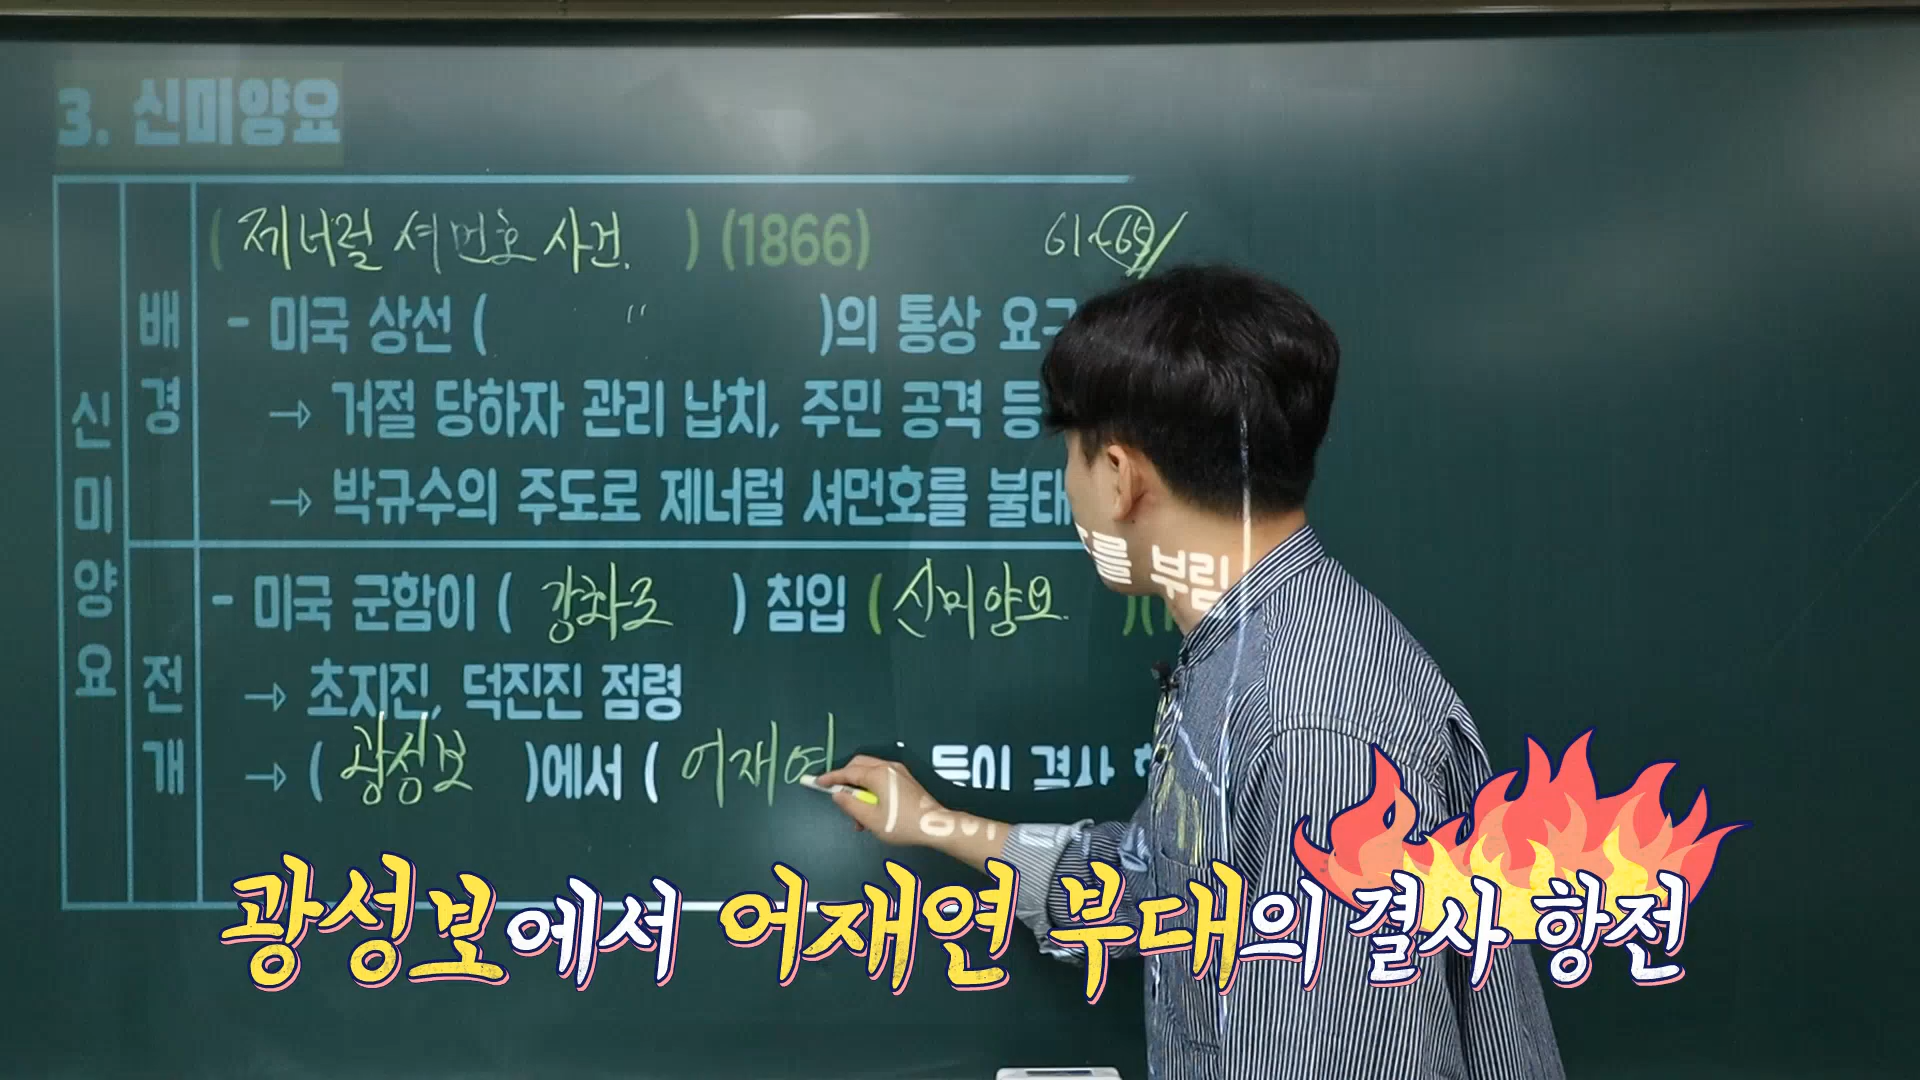 3. 신미양요
신미양요
배경
( 제너럴 셔먼호 사건. ) (1866)
61~65
- 미국 상선 ( " )의 통상 요구
→ 거절 당하자 관리 납치, 주민 공격 등
→ 박규수의 주도로 제너럴 셔먼호를 불태
를 부림
전개
- 미국 군함이 ( 강화도 ) 침입 ( 신미양요. )(1
→ 초지진, 덕진진 점령
→ ( 광성보 )에서 ( 어재연 ) 등이 결사 항
광성보에서 어재연 부대의 결사 항전